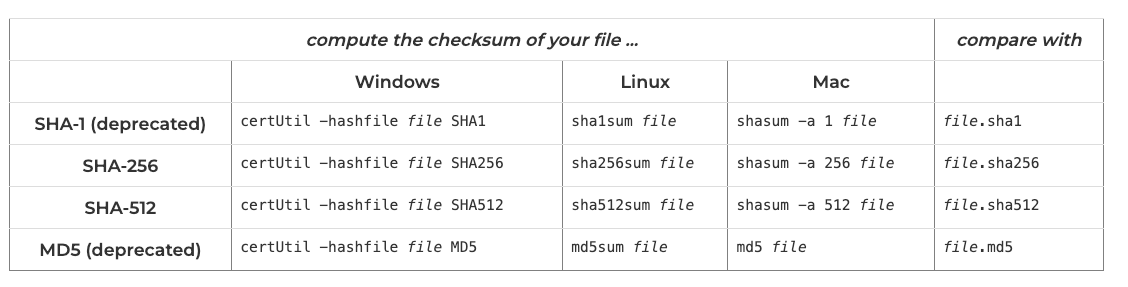 compute the checksum of your file ... compare with
Windows Linux Mac
SHA-1 (deprecated) certUtil -hashfile file SHA1 sha1sum file shasum -a 1 file file.sha1
SHA-256 certUtil -hashfile file SHA256 sha256sum file shasum -a 256 file file.sha256
SHA-512 certUtil -hashfile file SHA512 sha512sum file shasum -a 512 file file.sha512
MD5 (deprecated) certUtil -hashfile file MD5 md5sum file md5 file file.md5